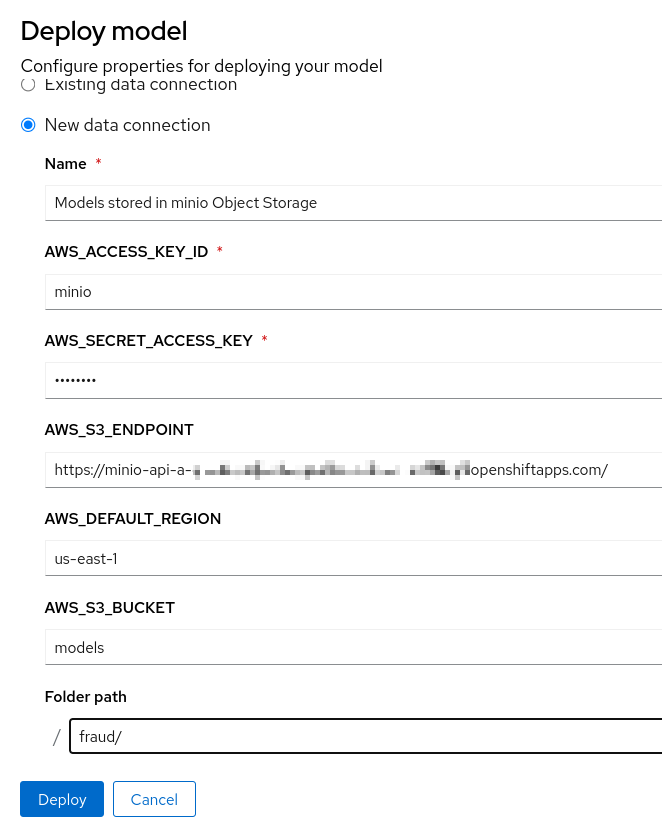 Deploy model
Configure properties for deploying your model
Existing data connection
New data connection
Name *
Models stored in minio Object Storage
AWS_ACCESS_KEY_ID *
minio
AWS_SECRET_ACCESS_KEY *
••••••••
AWS_S3_ENDPOINT
https://minio-api-a- openshiftapps.com/
AWS_DEFAULT_REGION
us-east-1
AWS_S3_BUCKET
models
Folder path
/ fraud/
Deploy Cancel